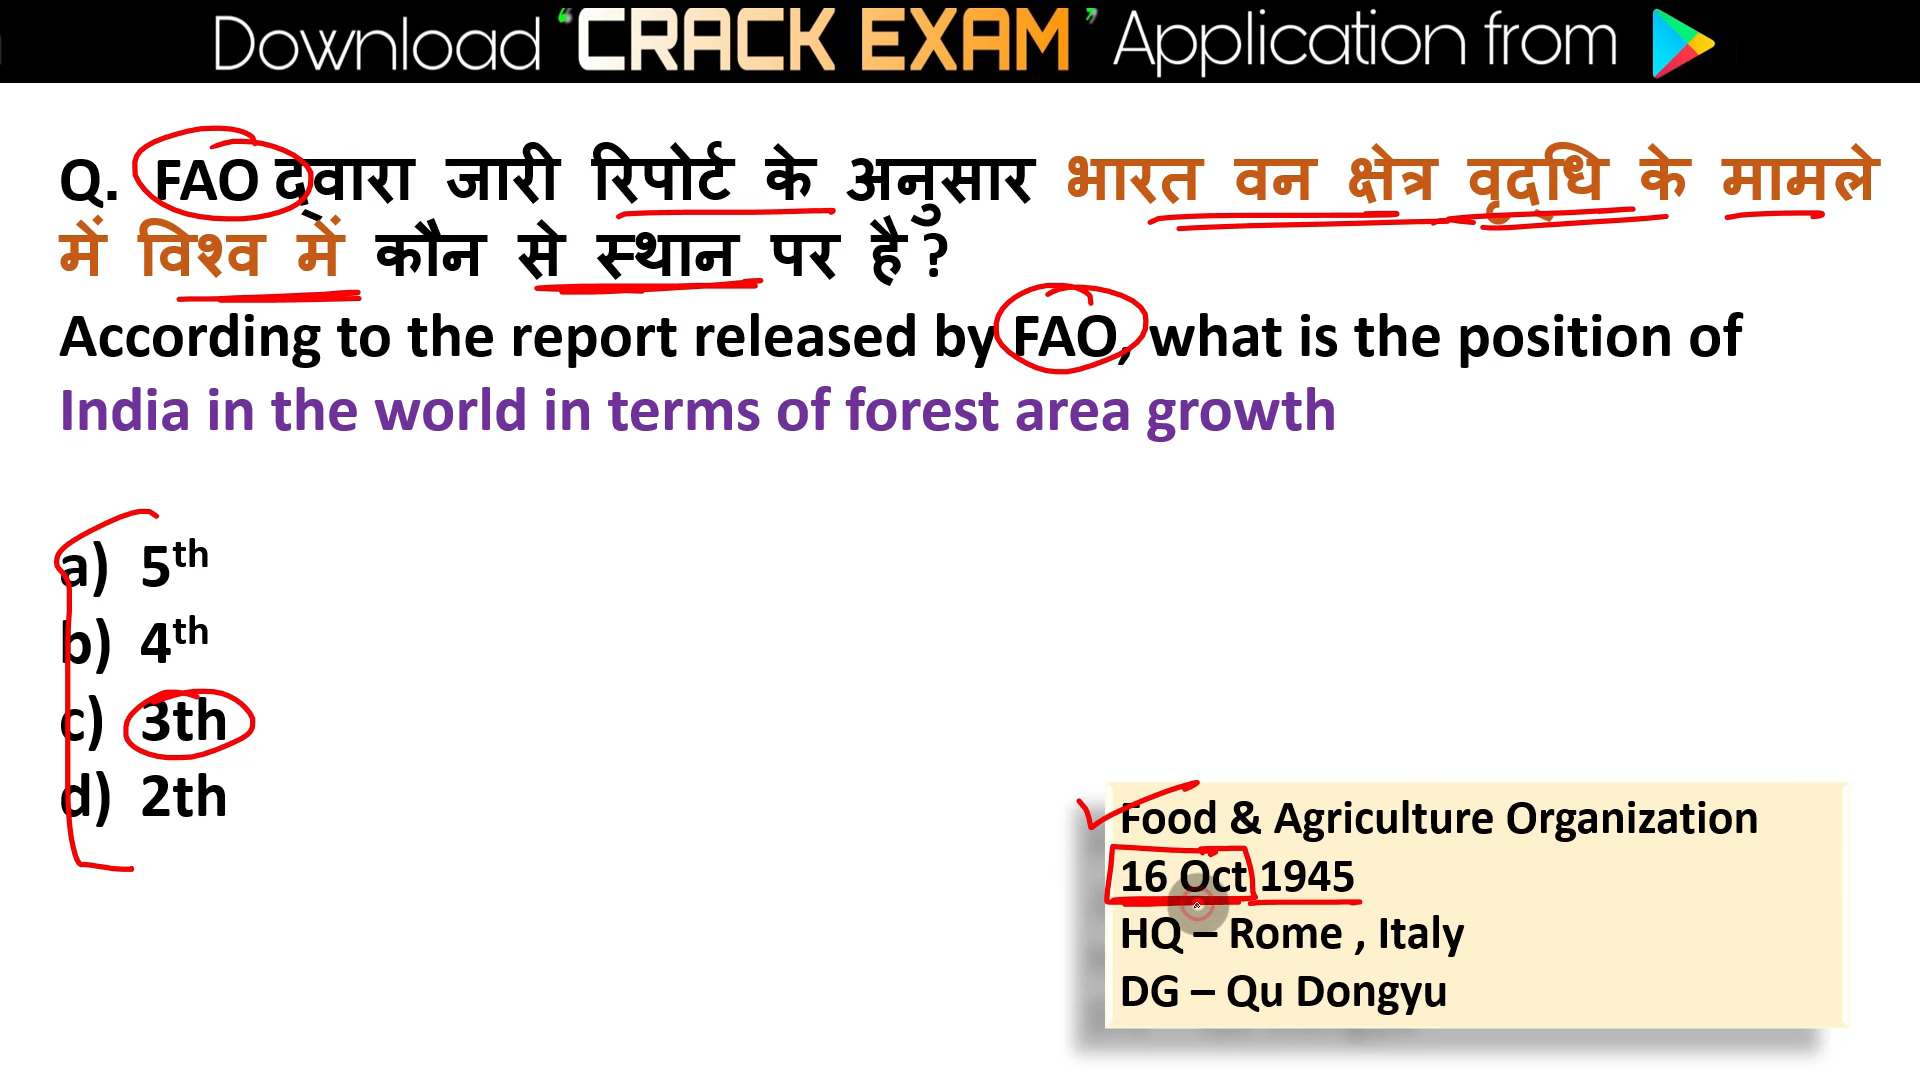 Download ‘CRACK EXAM’ Application from
Q. FAO द्वारा जारी रिपोर्ट के अनुसार भारत वन क्षेत्र वृद्धि के मामले
में विश्व में कौन से स्थान पर है ?
According to the report released by FAO, what is the position of
India in the world in terms of forest area growth
a) 5th
b) 4th
c) 3th
d) 2th
Food & Agriculture Organization
16 Oct 1945
HQ – Rome , Italy
DG – Qu Dongyu